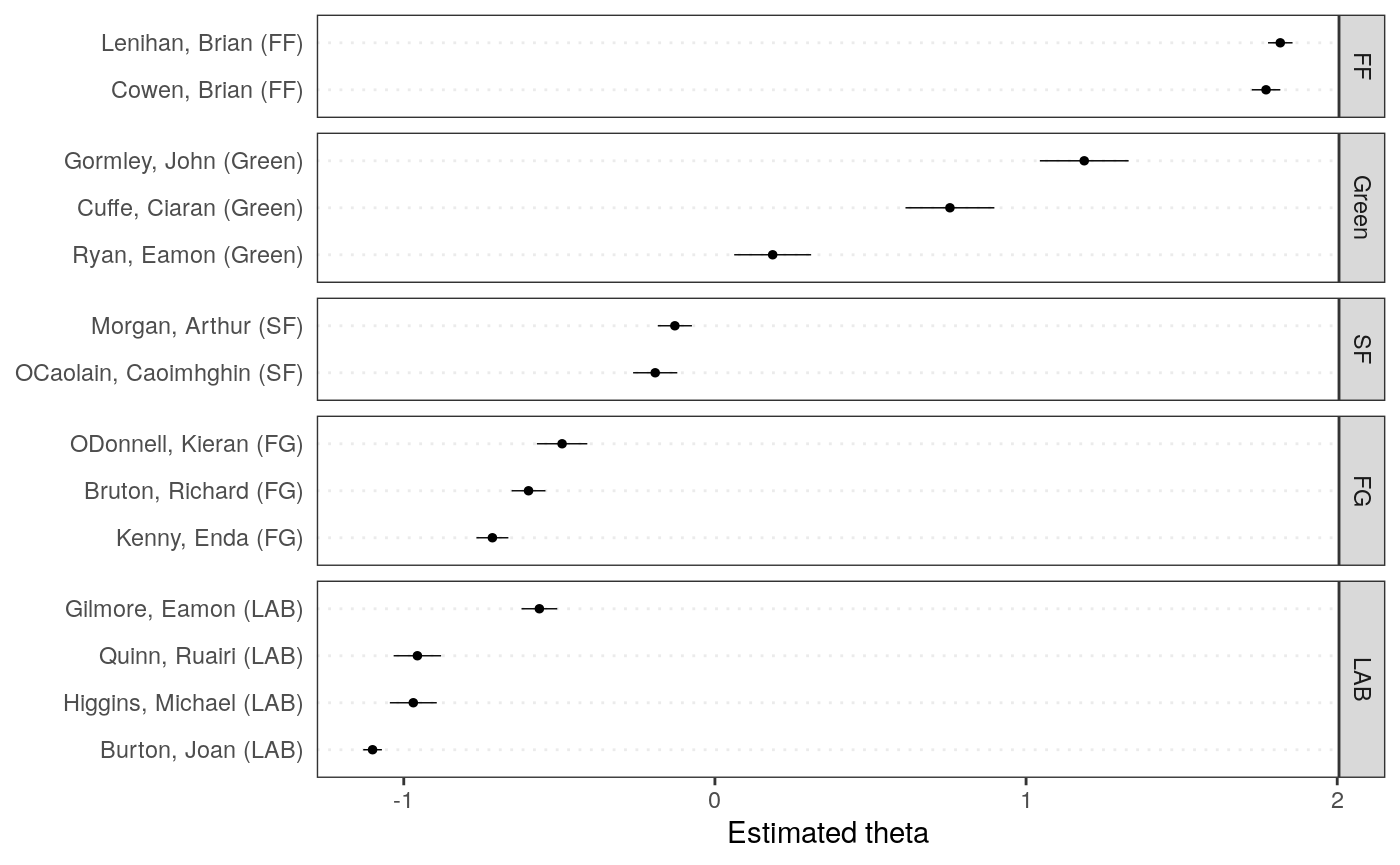 Lenihan, Brian (FF)
Cowen, Brian (FF)
FF
Gormley, John (Green)
Cuffe, Ciaran (Green)
Ryan, Eamon (Green)
Green
Morgan, Arthur (SF)
OCaolain, Caoimhghin (SF)
SF
ODonnell, Kieran (FG)
Bruton, Richard (FG)
Kenny, Enda (FG)
FG
Gilmore, Eamon (LAB)
Quinn, Ruairi (LAB)
Higgins, Michael (LAB)
Burton, Joan (LAB)
LAB
-1 0 1 2
Estimated theta